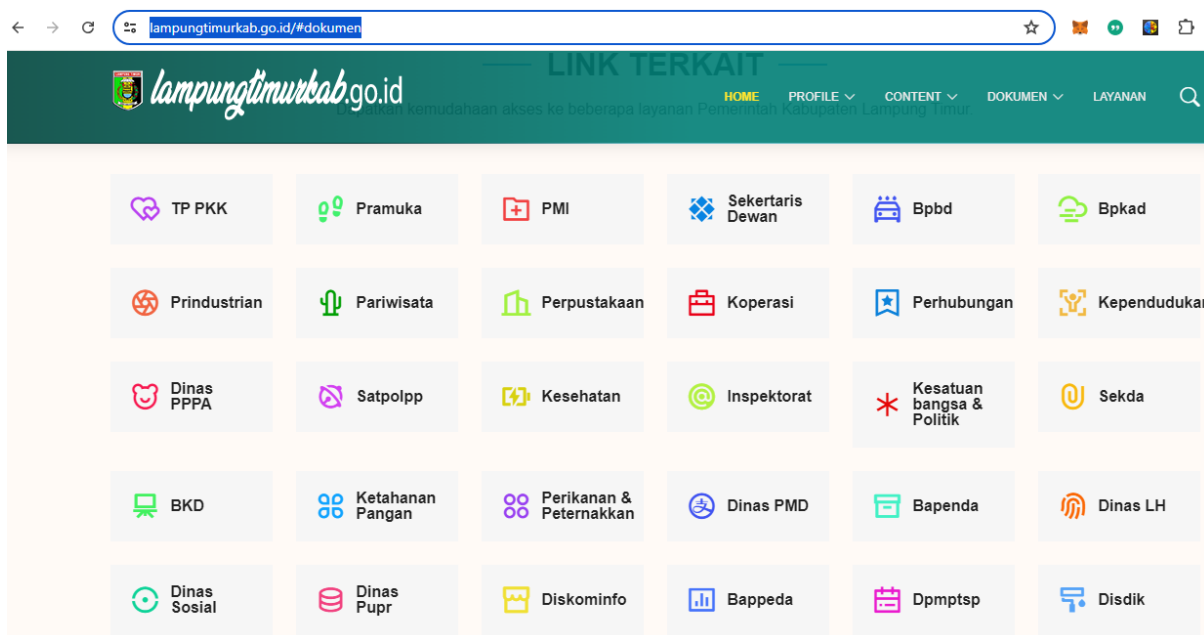 lampungtimurkab.go.id/#dokumen
LINK TERKAIT
lampungtimurkab.go.id
HOME PROFILE CONTENT DOKUMEN LAYANAN
Dapatkan kemudahaan akses ke beberapa layanan Pemerintah Kabupaten Lampung Timur
TP PKK
Pramuka
PMI
Sekertaris
Dewan
Bpbd
Bpkad
Prindustrian
Pariwisata
Perpustakaan
Koperasi
Perhubungan
Kependudukan
Dinas
PPPA
Satpolpp
Kesehatan
Inspektorat
Kesatuan
bangsa &
Politik
Sekda
BKD
Ketahanan
Pangan
Perikanan &
Peternakkan
Dinas PMD
Bapenda
Dinas LH
Dinas
Sosial
Dinas
Pupr
Diskominfo
Bappeda
Dpmptsp
Disdik